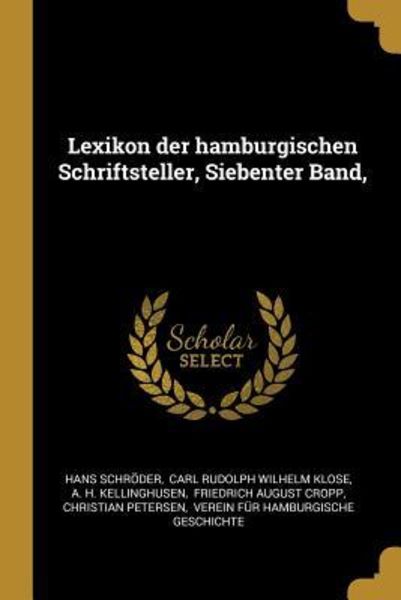 Lexikon der hamburgischen
Schriftsteller, Siebenter Band,
Scholar
SELECT
HANS SCHRÖDER, CARL RUDOLPH WILHELM KLOSE,
A. H. KELLINGHUSEN, FRIEDRICH AUGUST CROPP,
CHRISTIAN PETERSEN, VEREIN FÜR HAMBURGISCHE
GESCHICHTE